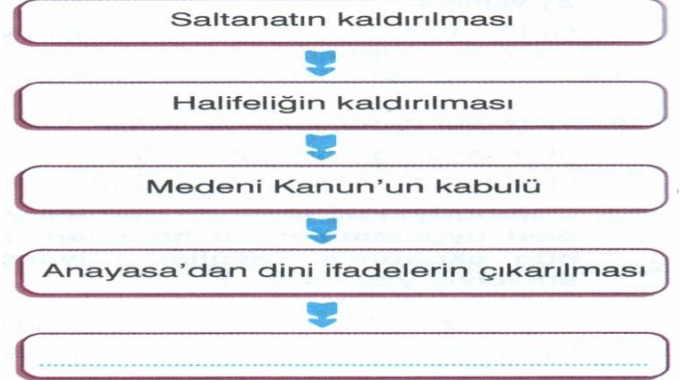 Saltanatın kaldırılması
Halifeliğin kaldırılması
Medeni Kanun'un kabulü
Anayasa'dan dini ifadelerin çıkarılması